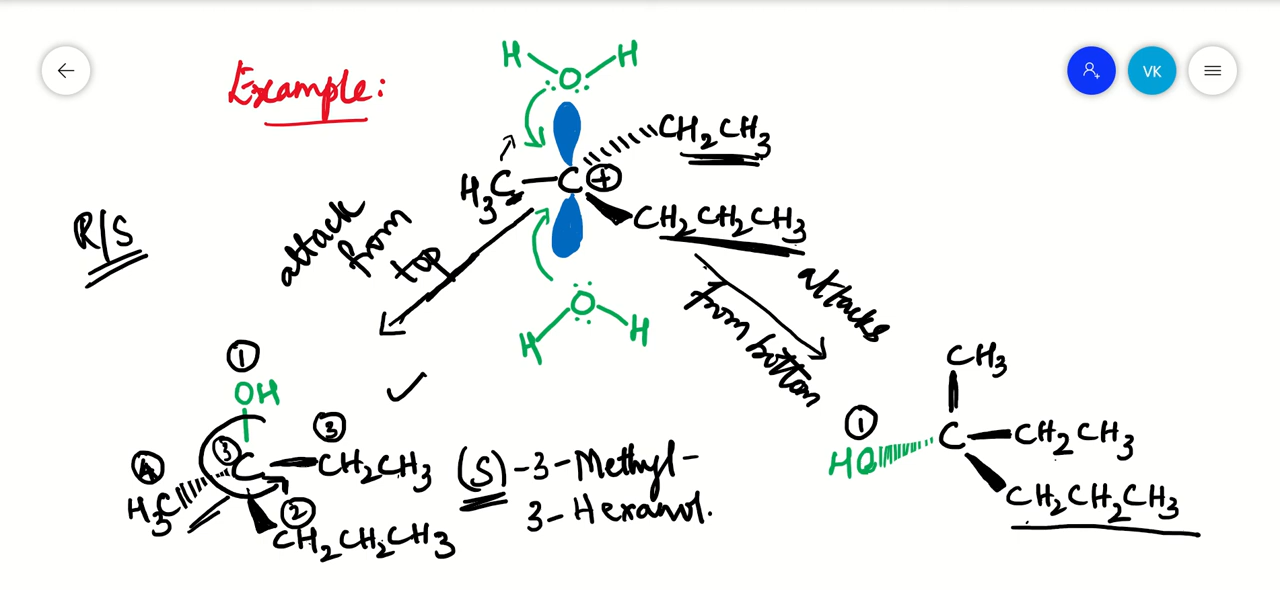 H H
O
Example:
VK
CH2CH3
H3C C +
CH2CH2CH3
R/S
attack from top
O
H H
attacks from bottom
1
OH
CH3
3
3
1
4
C CH2CH3
HO C CH2CH3
H3C
2
CH2CH2CH3
(S)-3-Methyl-
3-Hexanol.
CH2CH2CH3